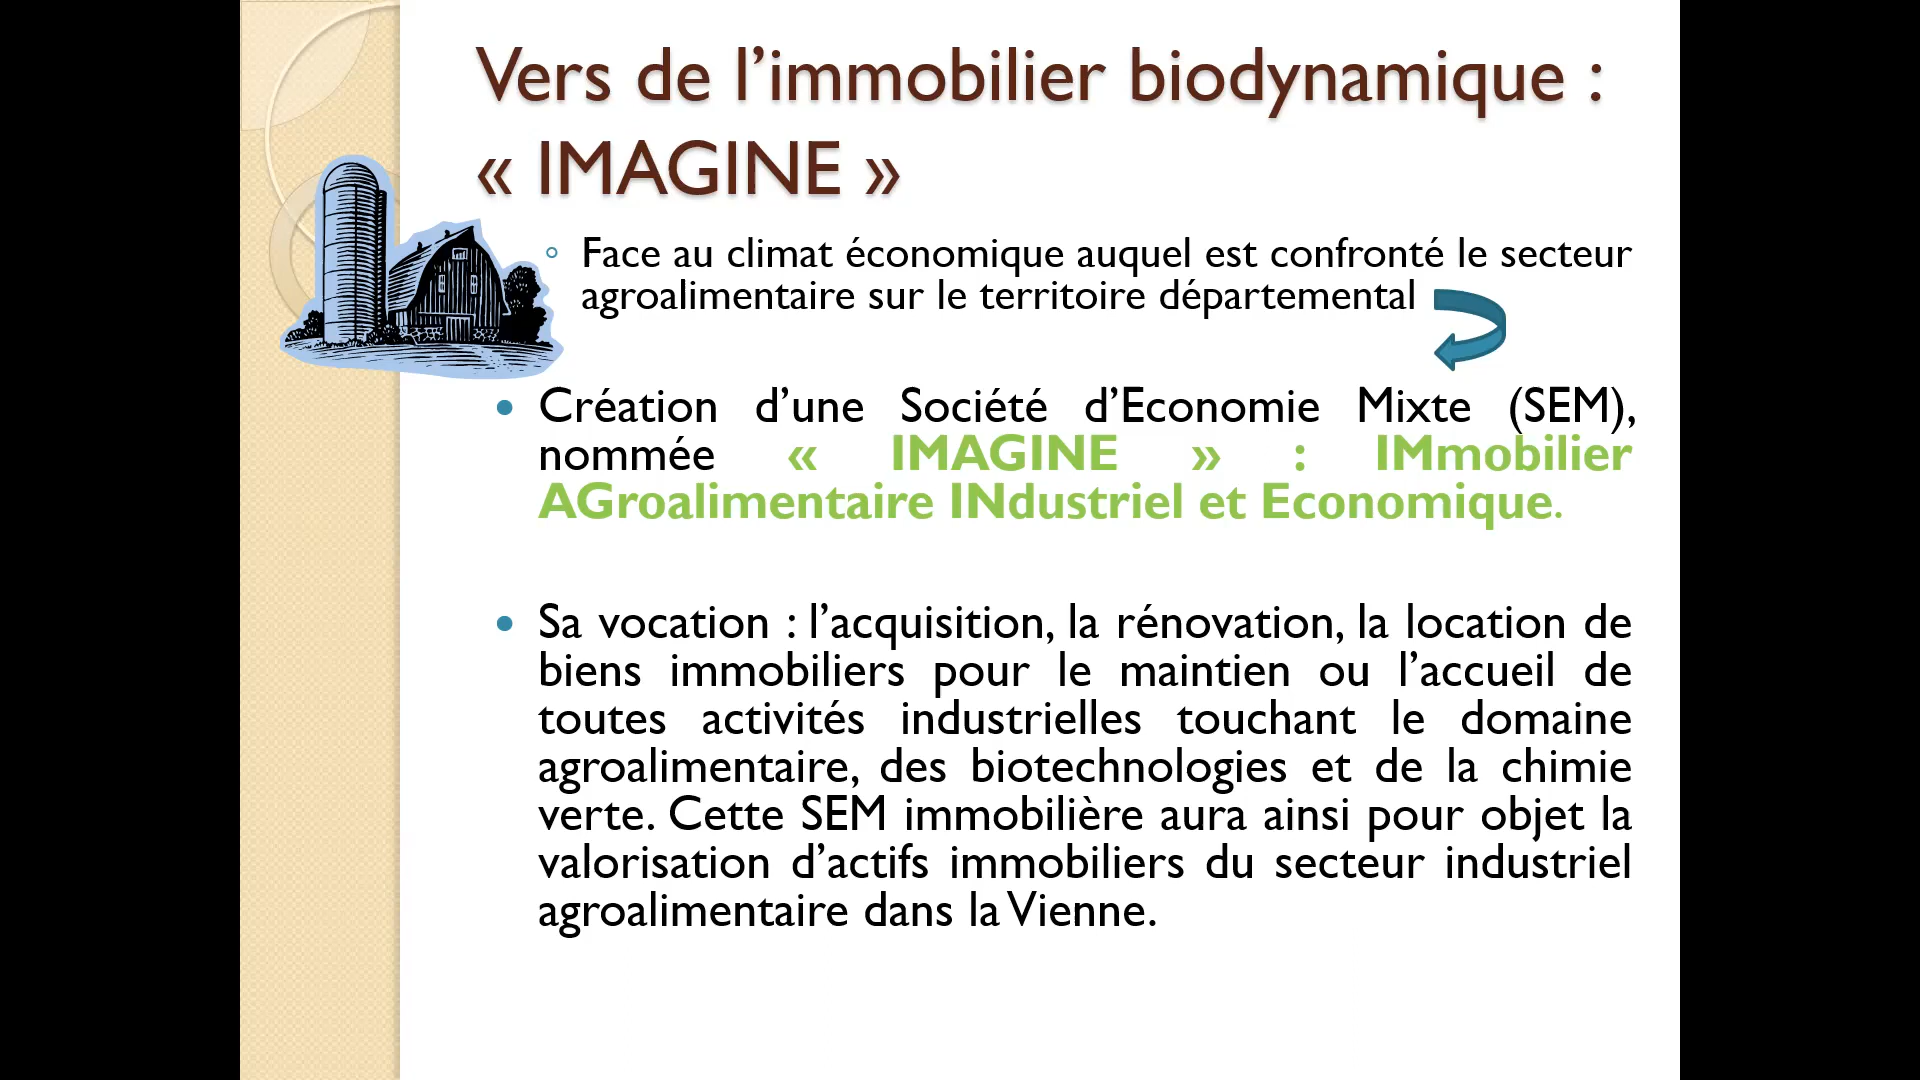 Vers de l’immobilier biodynamique :
« IMAGINE »
Face au climat économique auquel est confronté le secteur
agroalimentaire sur le territoire départemental
Création d’une Société d’Economie Mixte (SEM),
nommée « IMAGINE » : IMmobilier
AGroalimentaire INdustriel et Economique.
Sa vocation : l’acquisition, la rénovation, la location de
biens immobiliers pour le maintien ou l’accueil de
toutes activités industrielles touchant le domaine
agroalimentaire, des biotechnologies et de la chimie
verte. Cette SEM immobilière aura ainsi pour objet la
valorisation d’actifs immobiliers du secteur industriel
agroalimentaire dans la Vienne.